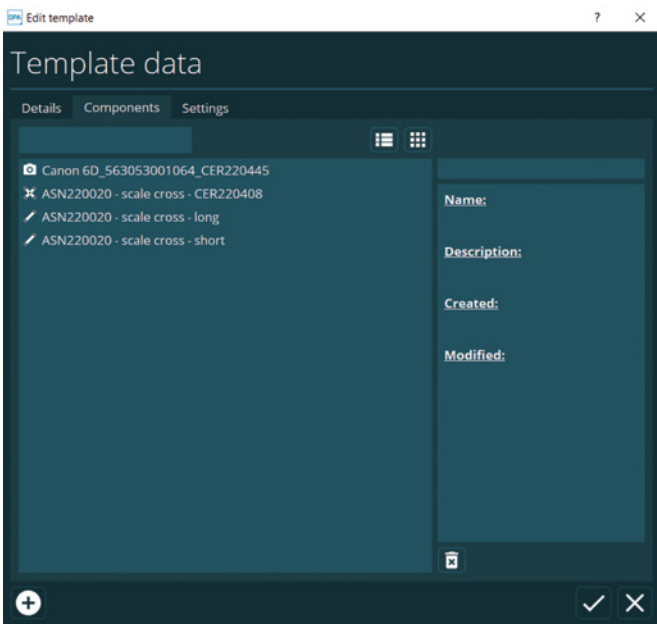 DPA Edit template
Template data
Details Components Settings
Canon 6D_563053001064_CER220445
ASN220020 - scale cross - CER220408
ASN220020 - scale cross - long
ASN220020 - scale cross - short
Name:
Description:
Created:
Modified: